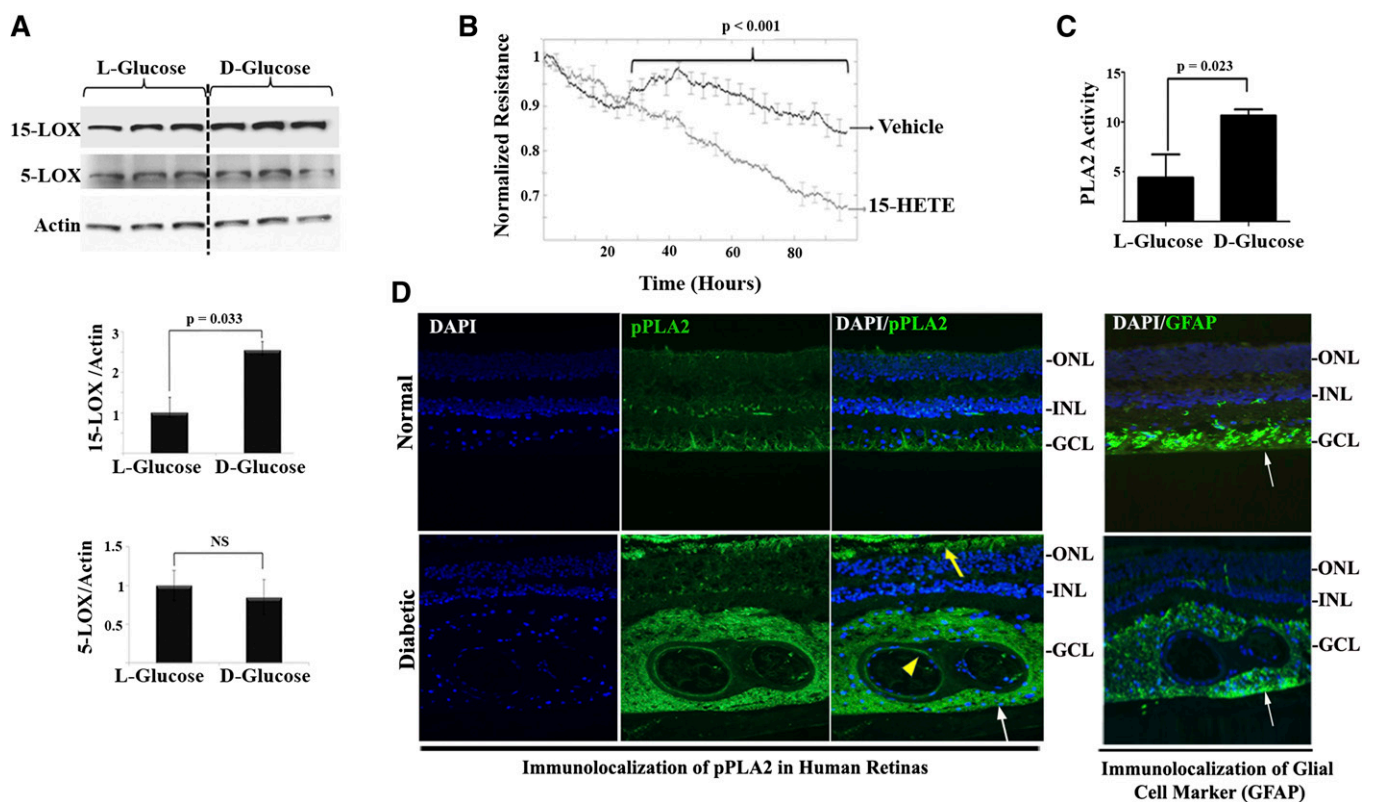 A
L-Glucose D-Glucose
15-LOX
5-LOX
Actin
p = 0.033
3
2
1
15-LOX /Actin
L-Glucose D-Glucose
NS
1.5
1
0.5
5-LOX/Actin
L-Glucose D-Glucose
B
p < 0.001
1
0.9
0.8
0.7
Normalized Resistance
Vehicle
15-HETE
20 40 60 80
Time (Hours)
C
p = 0.023
15
10
5
PLA2 Activity
L-Glucose D-Glucose
D
DAPI pPLA2 DAPI/pPLA2 DAPI/GFAP
Normal
-ONL -ONL
-INL -INL
-GCL -GCL
Diabetic
-ONL -ONL
-INL -INL
-GCL -GCL
Immunolocalization of pPLA2 in Human Retinas
Immunolocalization of Glial
Cell Marker (GFAP)